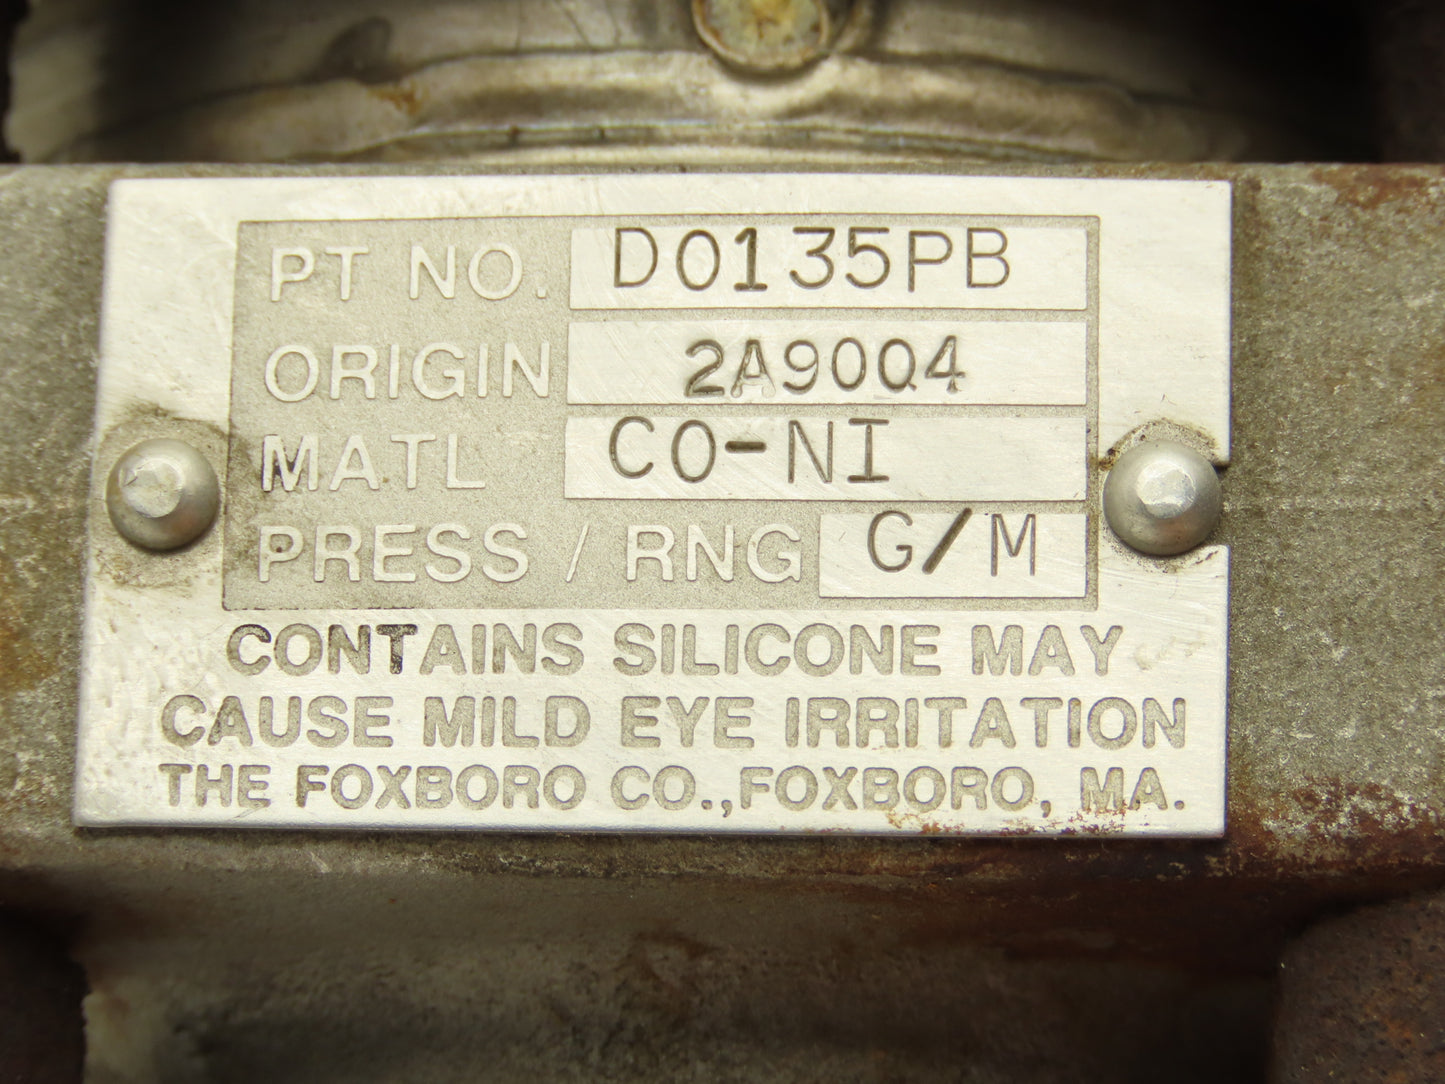 PT NO. D0135PB
ORIGIN 2A9004
MATL CO-NI
PRESS / RNG G/M
CONTAINS SILICONE MAY
CAUSE MILD EYE IRRITATION
THE FOXBORO CO., FOXBORO, MA.